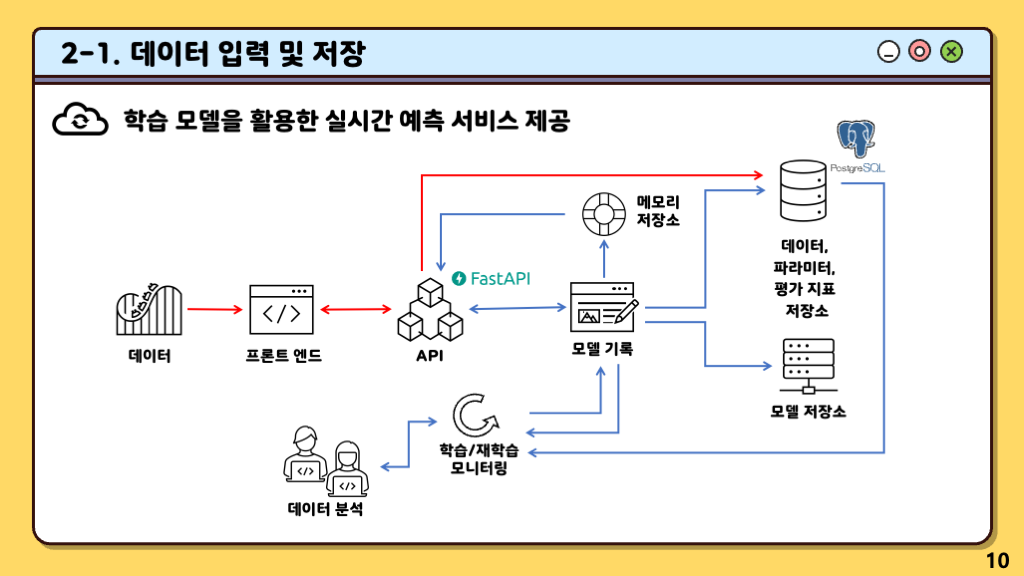 2-1. 데이터 입력 및 저장
학습 모델을 활용한 실시간 예측 서비스 제공
PostgreSQL
메모리
저장소
데이터,
파라미터,
평가 지표
저장소
FastAPI
데이터
프론트 엔드
API
모델 기록
모델 저장소
학습/재학습
모니터링
데이터 분석
10